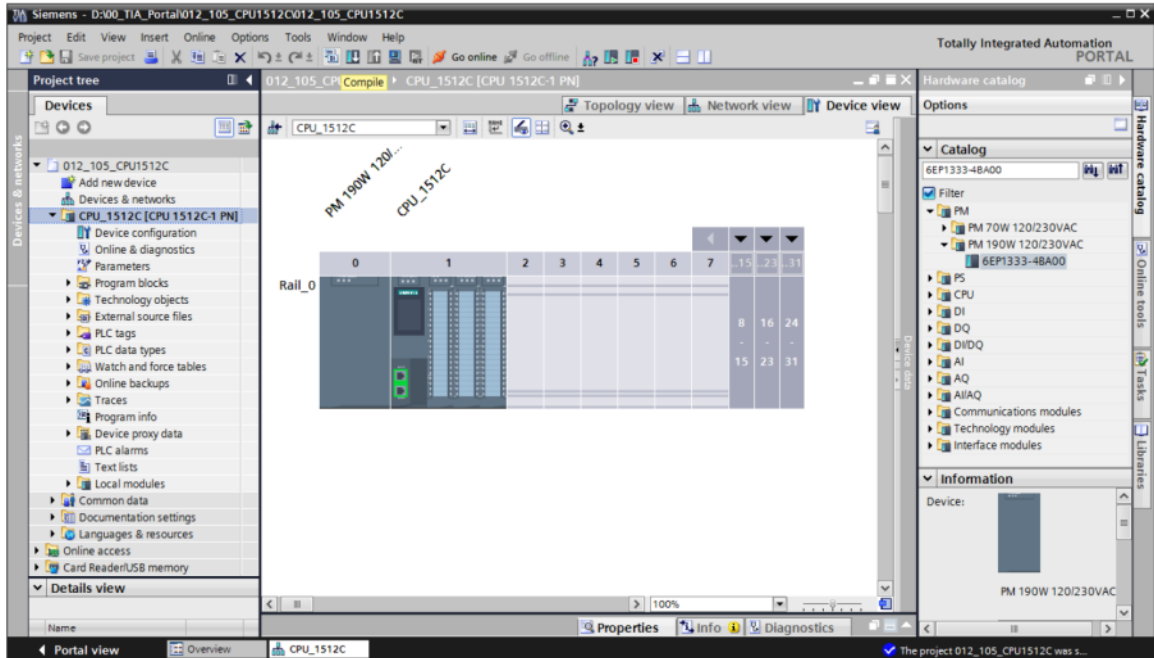 Siemens - D:\00_TIA_Portal\012_105_CPU1512C\012_105_CPU1512C
Project Edit View Insert Online Options Tools Window Help
Totally Integrated Automation
PORTAL
Save project
Go online
Go offline
Project tree
Devices
Devices & networks
012_105_CPU1512C
Add new device
Devices & networks
CPU_1512C [CPU 1512C-1 PN]
Device configuration
Online & diagnostics
Parameters
Program blocks
Technology objects
External source files
PLC tags
PLC data types
Watch and force tables
Online backups
Traces
Program info
Device proxy data
PLC alarms
Text lists
Local modules
Common data
Documentation settings
Languages & resources
Online access
Card Reader/USB memory
Details view
Name
012_105_CP
Compile
CPU_1512C [CPU 1512C-1 PN]
Topology view
Network view
Device view
CPU_1512C
PM 190W 120/...
CPU_1512C
0 1 2 3 4 5 6 7 ..15 ..23 ..31
Rail_0
8 16 24
- - -
15 23 31
SIEMENS
Device data
100%
Properties
Info
Diagnostics
Hardware catalog
Options
Catalog
6EP1333-4BA00
Filter
PM
PM 70W 120/230VAC
PM 190W 120/230VAC
6EP1333-4BA00
PS
CPU
DI
DQ
DI/DQ
AI
AQ
AI/AQ
Communications modules
Technology modules
Interface modules
Information
Device:
PM 190W 120/230VAC
Hardware catalog
Online tools
Tasks
Libraries
Portal view
Overview
CPU_1512C
The project 012_105_CPU1512C was s...